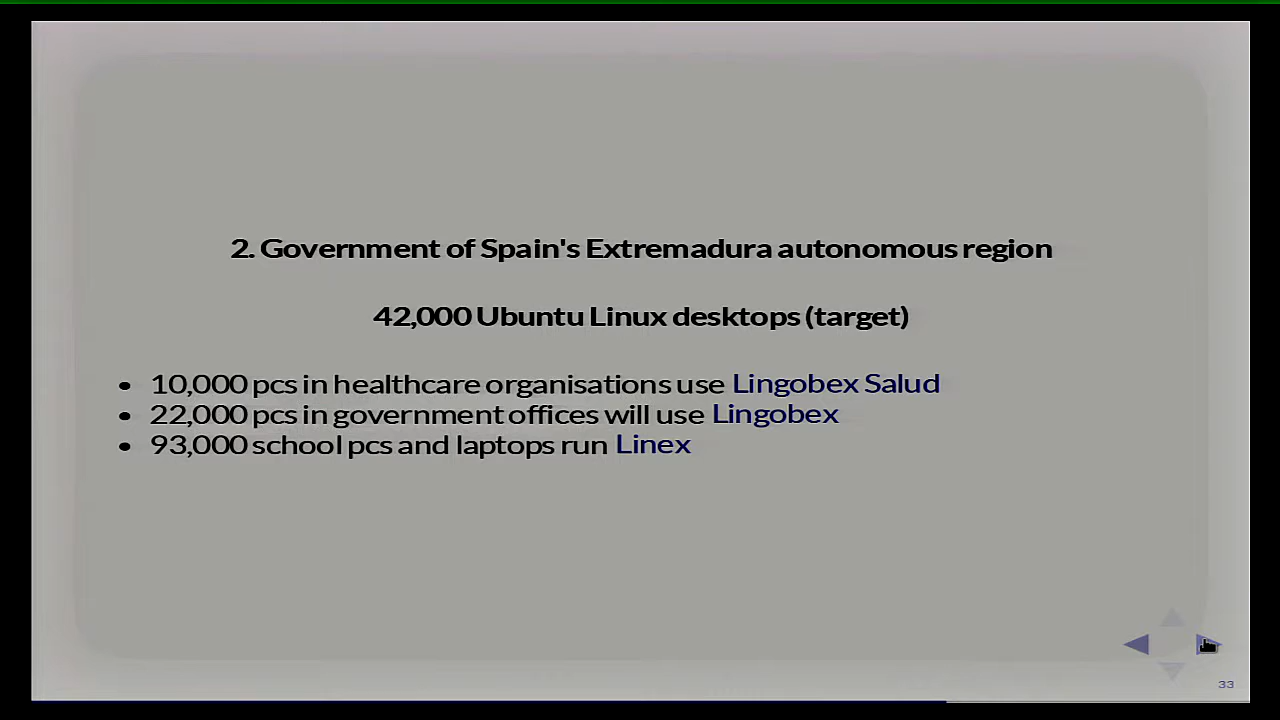 2. Government of Spain's Extremadura autonomous region
42,000 Ubuntu Linux desktops (target)
• 10,000 pcs in healthcare organisations use Lingobex Salud
• 22,000 pcs in government offices will use Lingobex
• 93,000 school pcs and laptops run Linex
33